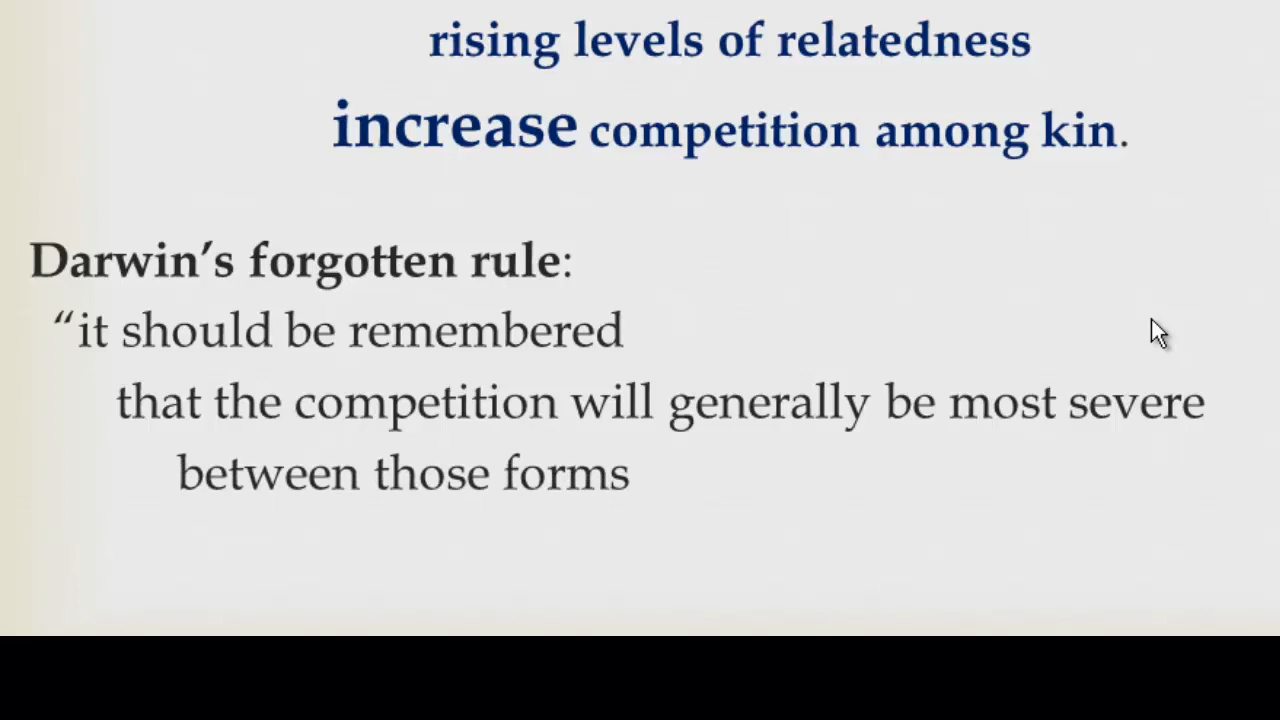 rising levels of relatedness
increase competition among kin.
Darwin’s forgotten rule:
“it should be remembered
that the competition will generally be most severe
between those forms